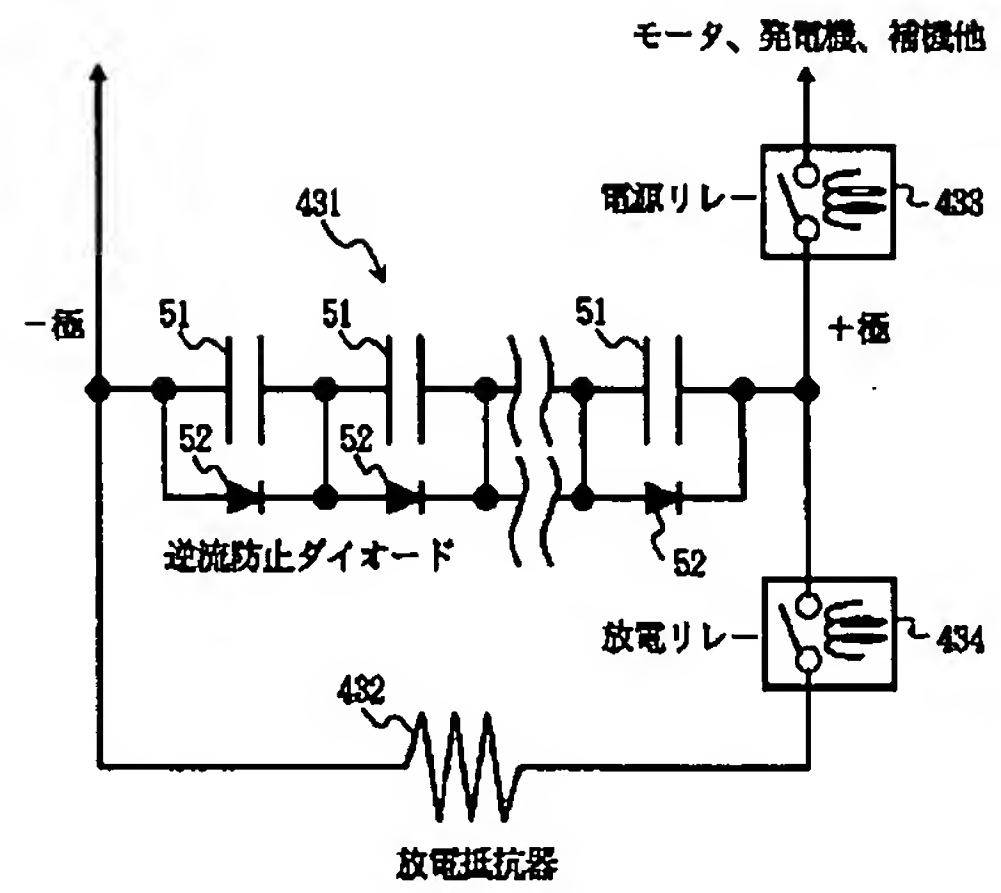 モータ、発電機、補機他
電源リレー
433
431
－極
51
51
51
＋極
52
52
52
逆流防止ダイオード
放電リレー
434
432
放電抵抗器